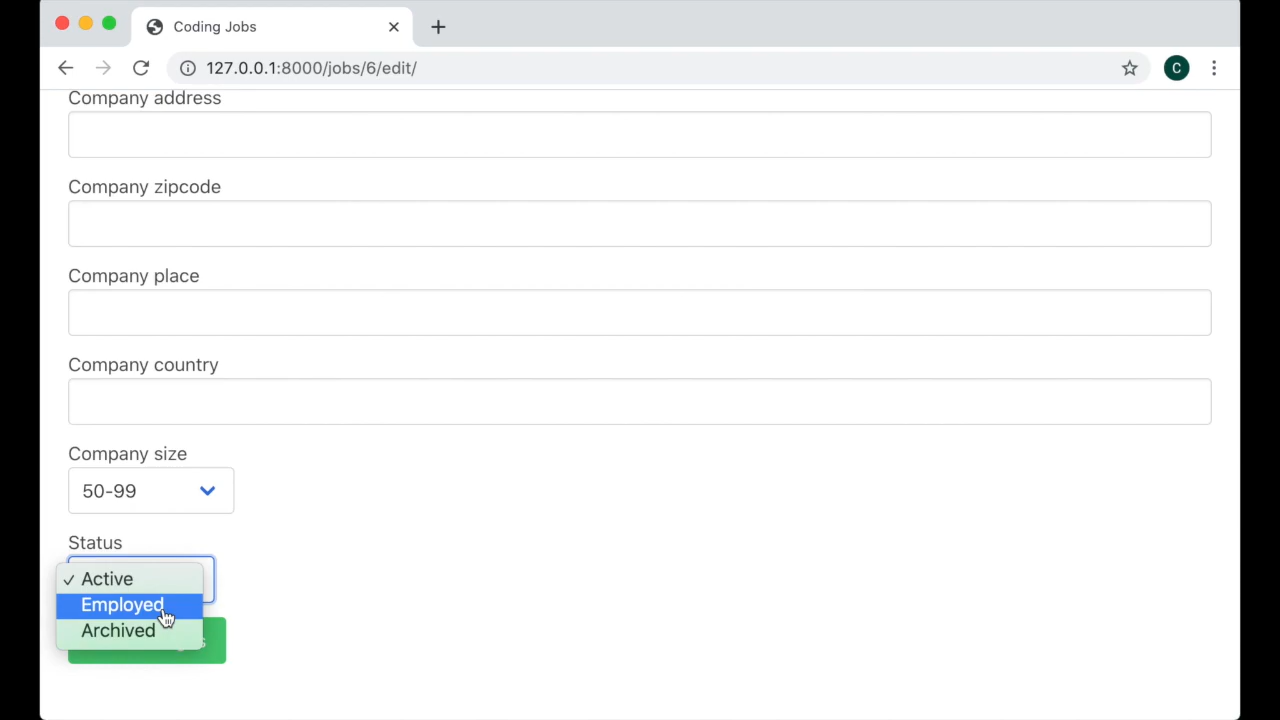 Coding Jobs
127.0.0.1:8000/jobs/6/edit/
C
Company address
Company zipcode
Company place
Company country
Company size
50-99
Status
✓ Active
Employed
Archived